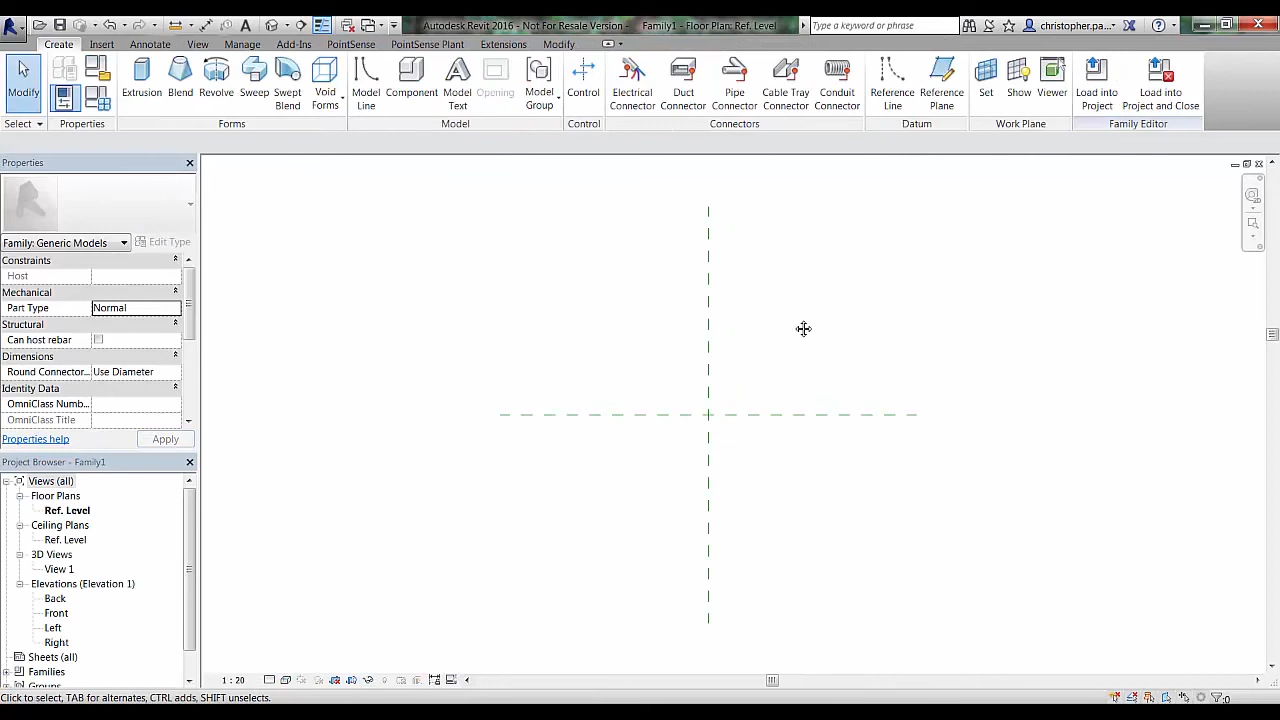 Autodesk Revit 2016 - Not For Resale Version - Family1 - Floor Plan: Ref. Level
Type a keyword or phrase
christopher.pa...
Create Insert Annotate View Manage Add-Ins PointSense PointSense Plant Extensions Modify
Modify Extrusion Blend Revolve Sweep Swept Blend Void Forms Model Line Component Model Text Opening Model Group Control Electrical Connector Duct Connector Pipe Connector Cable Tray Connector Conduit Connector Reference Line Reference Plane Set Show Viewer Load into Project Load into Project and Close
Select Properties Forms Model Control Connectors Datum Work Plane Family Editor
Properties
Family: Generic Models Edit Type
Constraints
Host
Mechanical
Part Type Normal
Structural
Can host rebar
Dimensions
Round Connector... Use Diameter
Identity Data
OmniClass Numb...
OmniClass Title
Properties help Apply
Project Browser - Family1
Views (all)
Floor Plans
Ref. Level
Ceiling Plans
Ref. Level
3D Views
View 1
Elevations (Elevation 1)
Back
Front
Left
Right
Sheets (all)
Families
Groups
1 : 20
Click to select, TAB for alternates, CTRL adds, SHIFT unselects.
:0